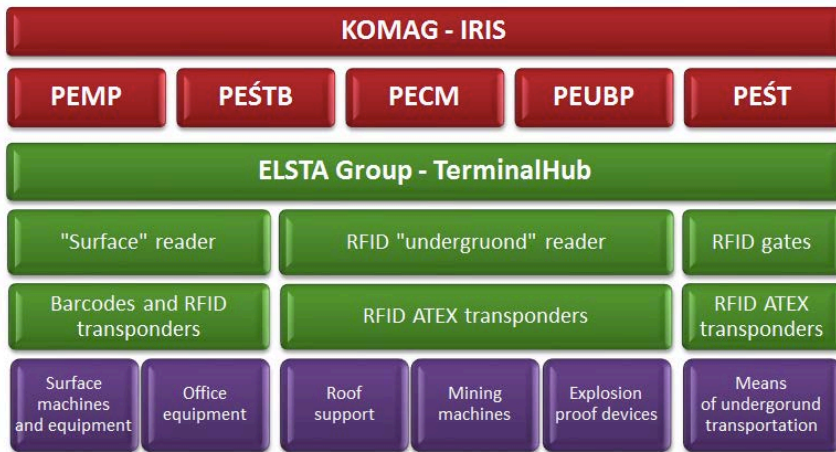 KOMAG - IRIS
PEMP
PEŚTB
PECM
PEUBP
PEŚT
ELSTA Group - TerminalHub
"Surface" reader
RFID "undergruond" reader
RFID gates
Barcodes and RFID
transponders
RFID ATEX transponders
RFID ATEX
transponders
Surface
machines
and equipment
Office
equipment
Roof
support
Mining
machines
Explosion
proof devices
Means
of undergorund
transportation